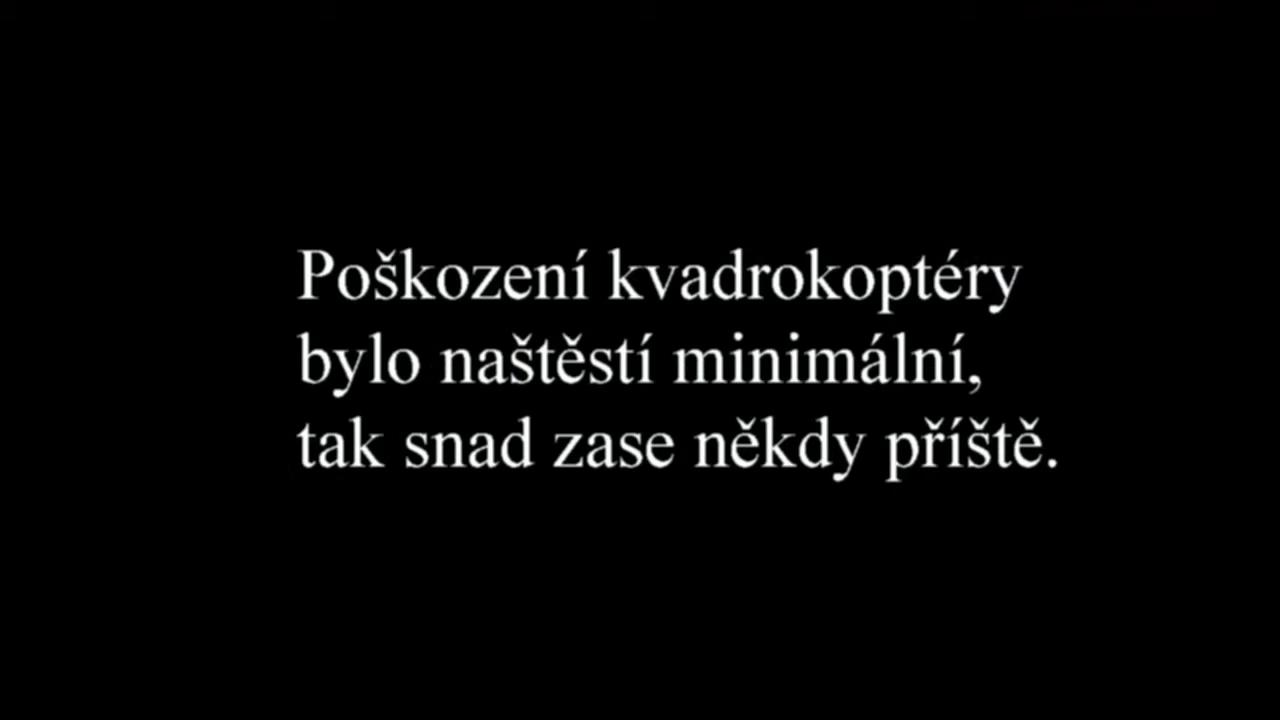 Poškození kvadrokoptéry
bylo naštěstí minimální,
tak snad zase někdy příště.